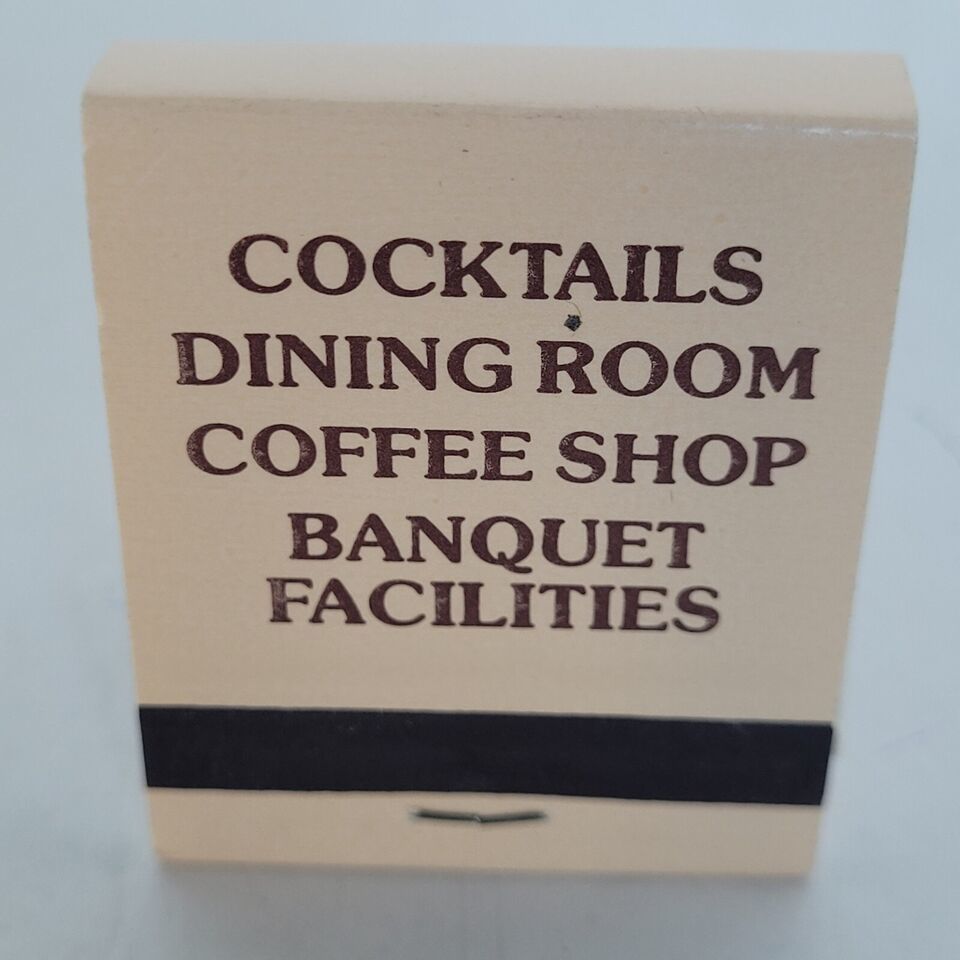 COCKTAILS
DINING ROOM
COFFEE SHOP
BANQUET
FACILITIES